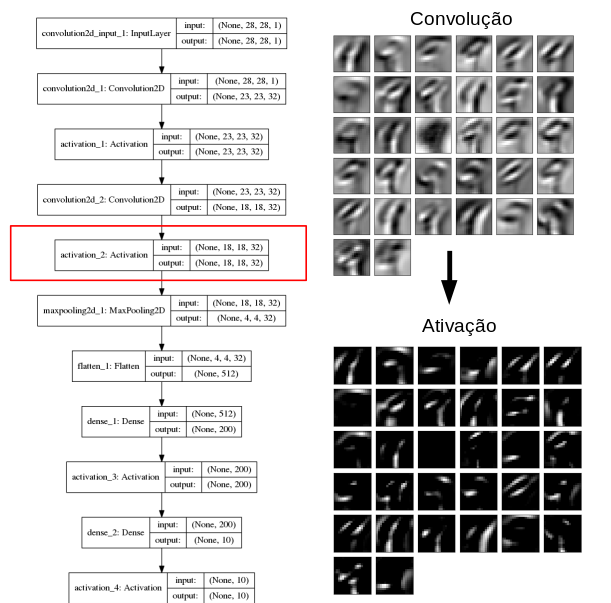 convolution2d_input_1: InputLayer
input:
(None, 28, 28, 1)
output:
(None, 28, 28, 1)
convolution2d_1: Convolution2D
input:
(None, 28, 28, 1)
output:
(None, 23, 23, 32)
activation_1: Activation
input:
(None, 23, 23, 32)
output:
(None, 23, 23, 32)
convolution2d_2: Convolution2D
input:
(None, 23, 23, 32)
output:
(None, 18, 18, 32)
activation_2: Activation
input:
(None, 18, 18, 32)
output:
(None, 18, 18, 32)
maxpooling2d_1: MaxPooling2D
input:
(None, 18, 18, 32)
output:
(None, 4, 4, 32)
flatten_1: Flatten
input:
(None, 4, 4, 32)
output:
(None, 512)
dense_1: Dense
input:
(None, 512)
output:
(None, 200)
activation_3: Activation
input:
(None, 200)
output:
(None, 200)
dense_2: Dense
input:
(None, 200)
output:
(None, 10)
activation_4: Activation
input:
(None, 10)
output:
(None, 10)
Convolução
Ativação